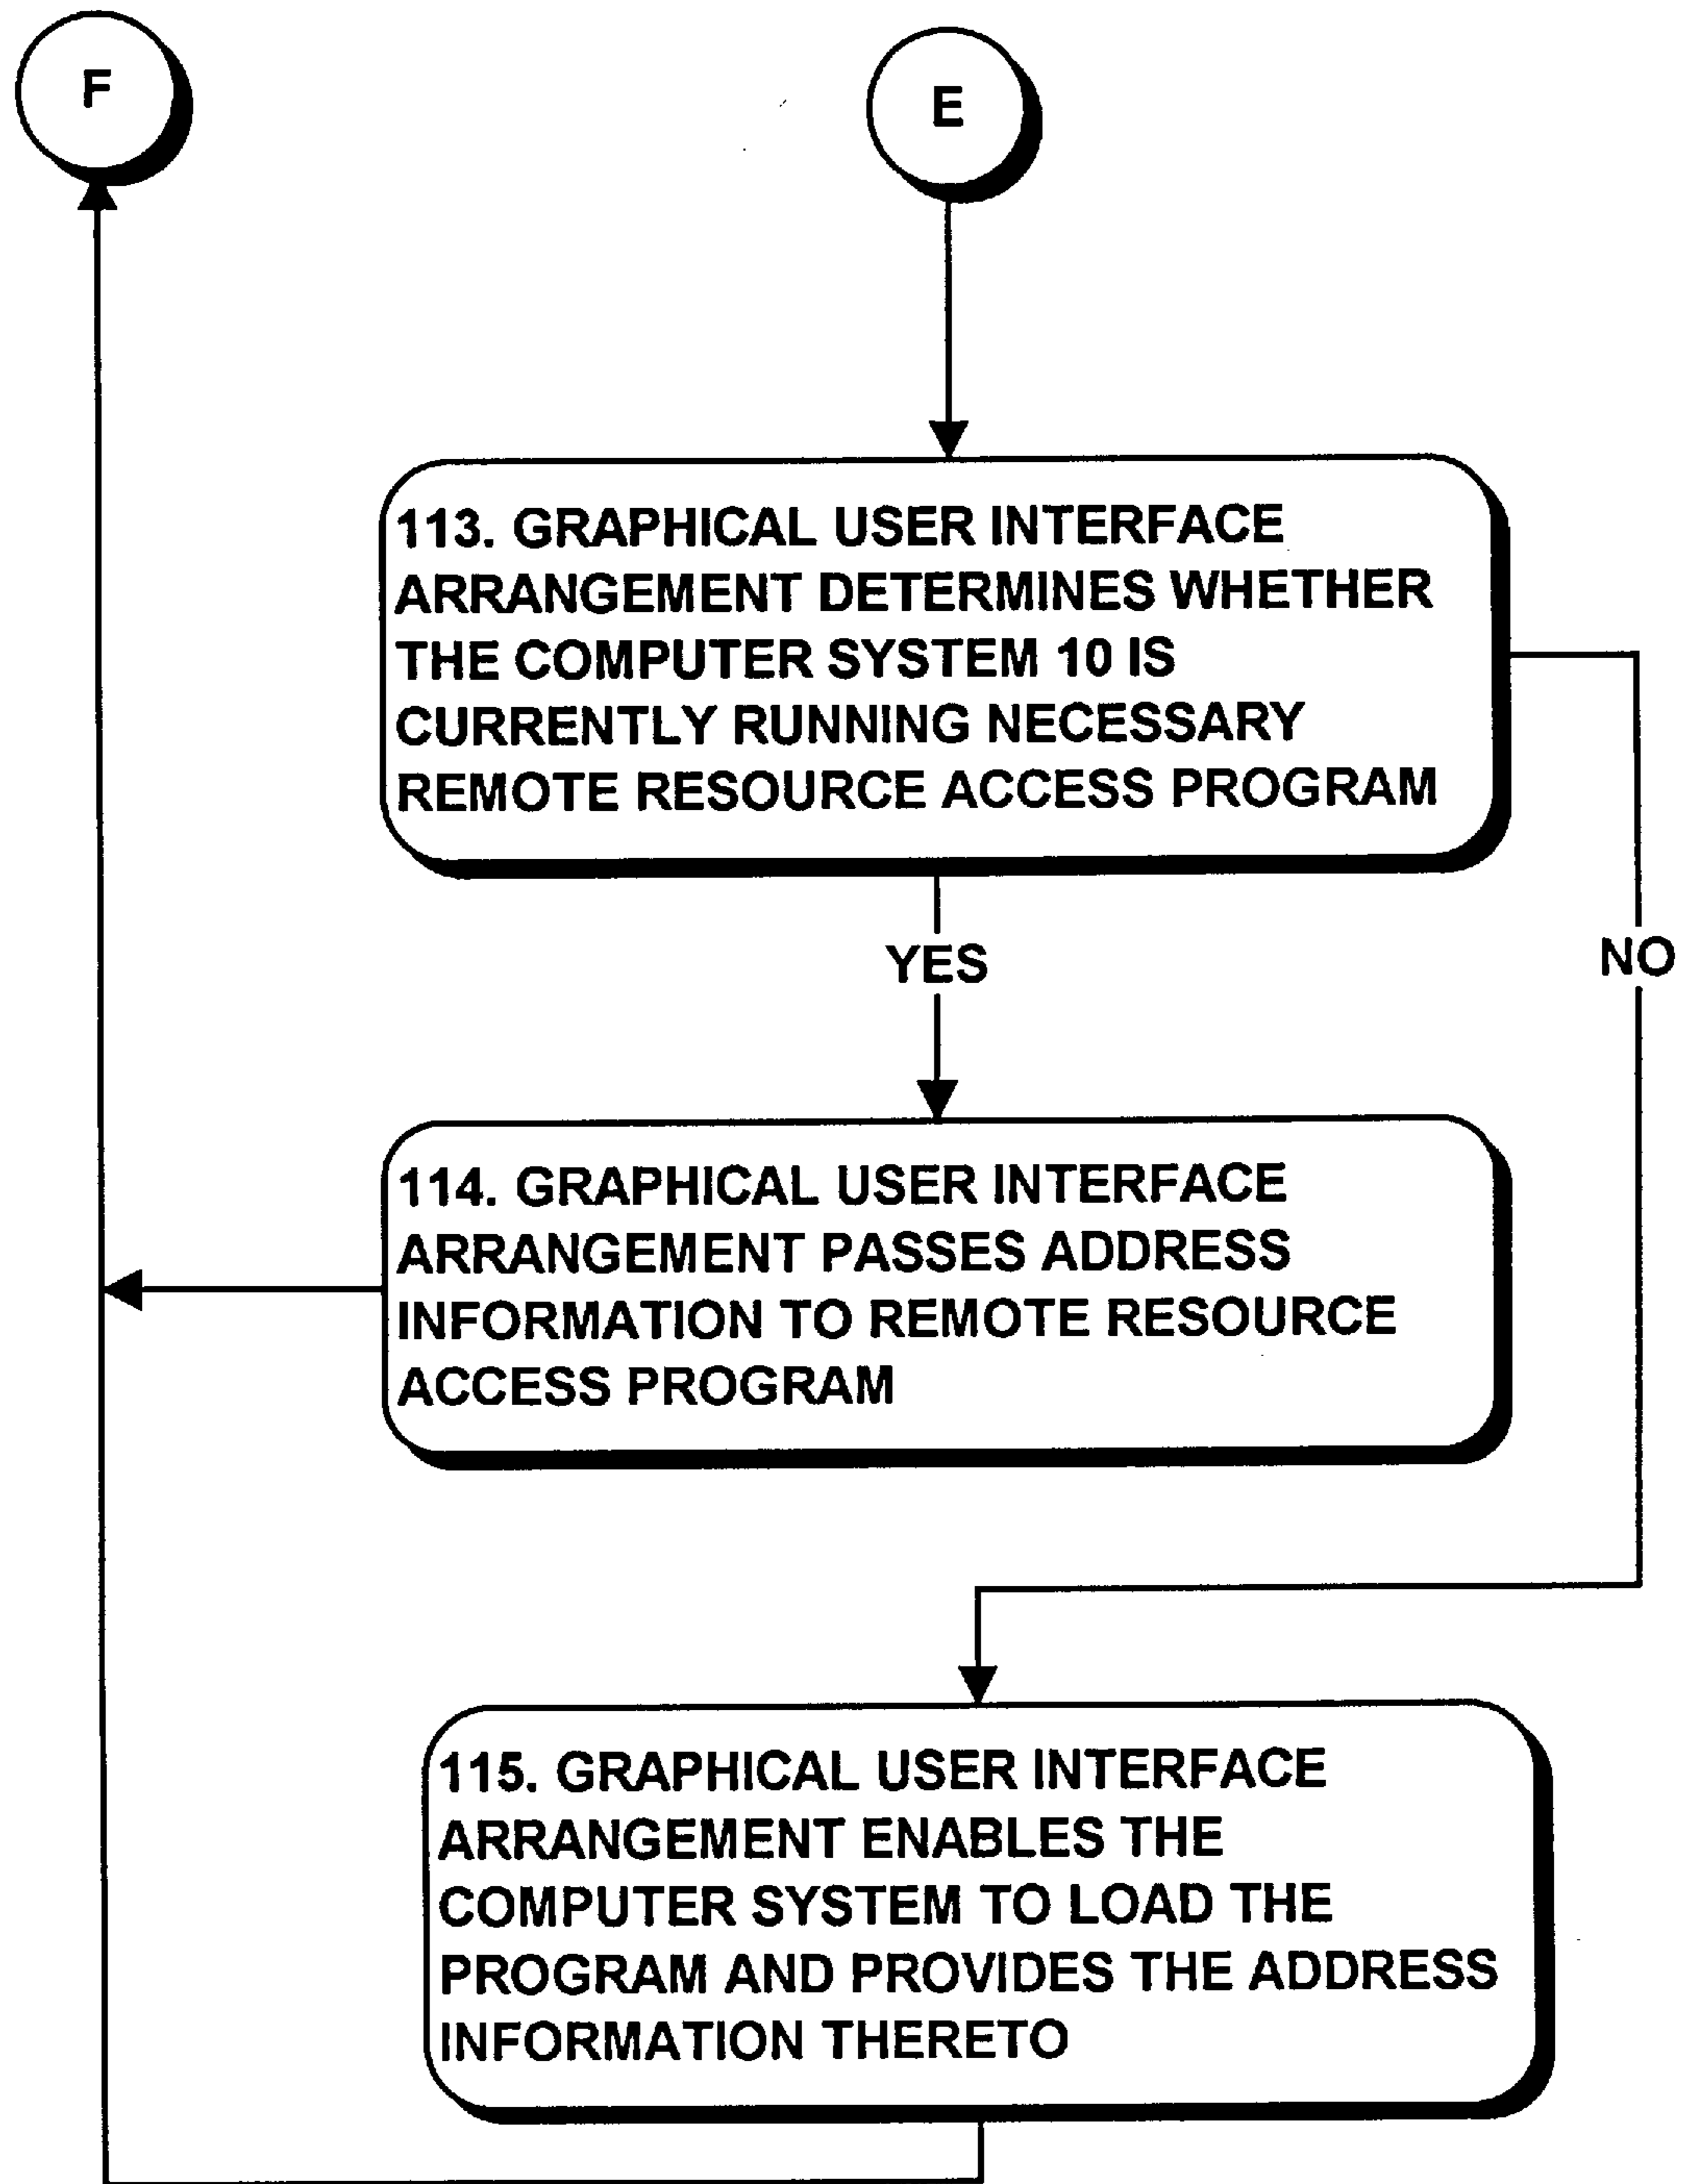 F
E
113. GRAPHICAL USER INTERFACE
ARRANGEMENT DETERMINES WHETHER
THE COMPUTER SYSTEM 10 IS
CURRENTLY RUNNING NECESSARY
REMOTE RESOURCE ACCESS PROGRAM
YES
NO
114. GRAPHICAL USER INTERFACE
ARRANGEMENT PASSES ADDRESS
INFORMATION TO REMOTE RESOURCE
ACCESS PROGRAM
115. GRAPHICAL USER INTERFACE
ARRANGEMENT ENABLES THE
COMPUTER SYSTEM TO LOAD THE
PROGRAM AND PROVIDES THE ADDRESS
INFORMATION THERETO